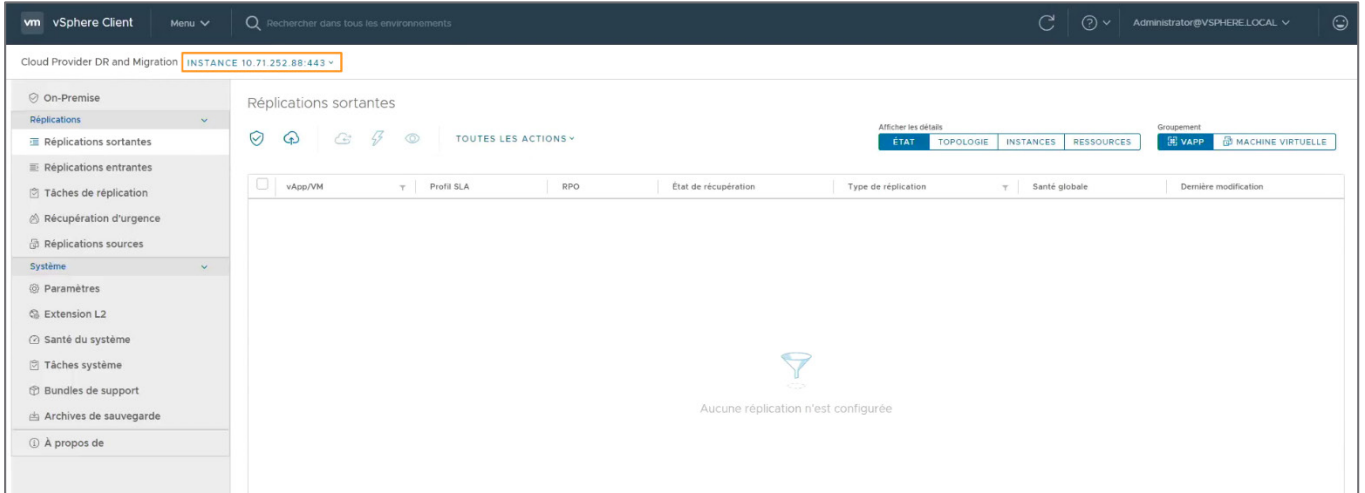 vm vSphere Client Menu Rechercher dans tous les environnements Administrator@VSPHERE.LOCAL
Cloud Provider DR and Migration INSTANCE 10.71.252.88:443
On-Premise
Réplications
Réplications sortantes
Réplications entrantes
Tâches de réplication
Récupération d'urgence
Réplications sources
Système
Paramètres
Extension L2
Santé du système
Tâches système
Bundles de support
Archives de sauvegarde
À propos de
Réplications sortantes
TOUTES LES ACTIONS
Afficher les détails
ÉTAT TOPOLOGIE INSTANCES RESSOURCES
Groupement
VAPP MACHINE VIRTUELLE
vApp/VM Profil SLA RPO État de récupération Type de réplication Santé globale Dernière modification
Aucune réplication n'est configurée